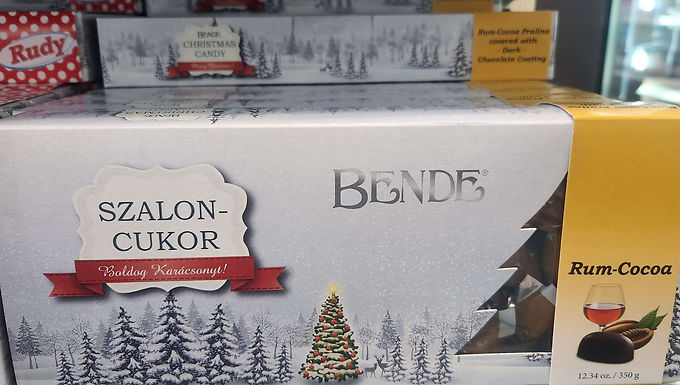 Rudy
BENDE
CHRISTMAS
CANDY
Rum-Cocoa Praline
covered with
- Dark -
Chocolate Coating
SZALON-
CUKOR
Boldog Karácsonyt!
BENDE®
Rum-Cocoa
12.34 oz. / 350 g